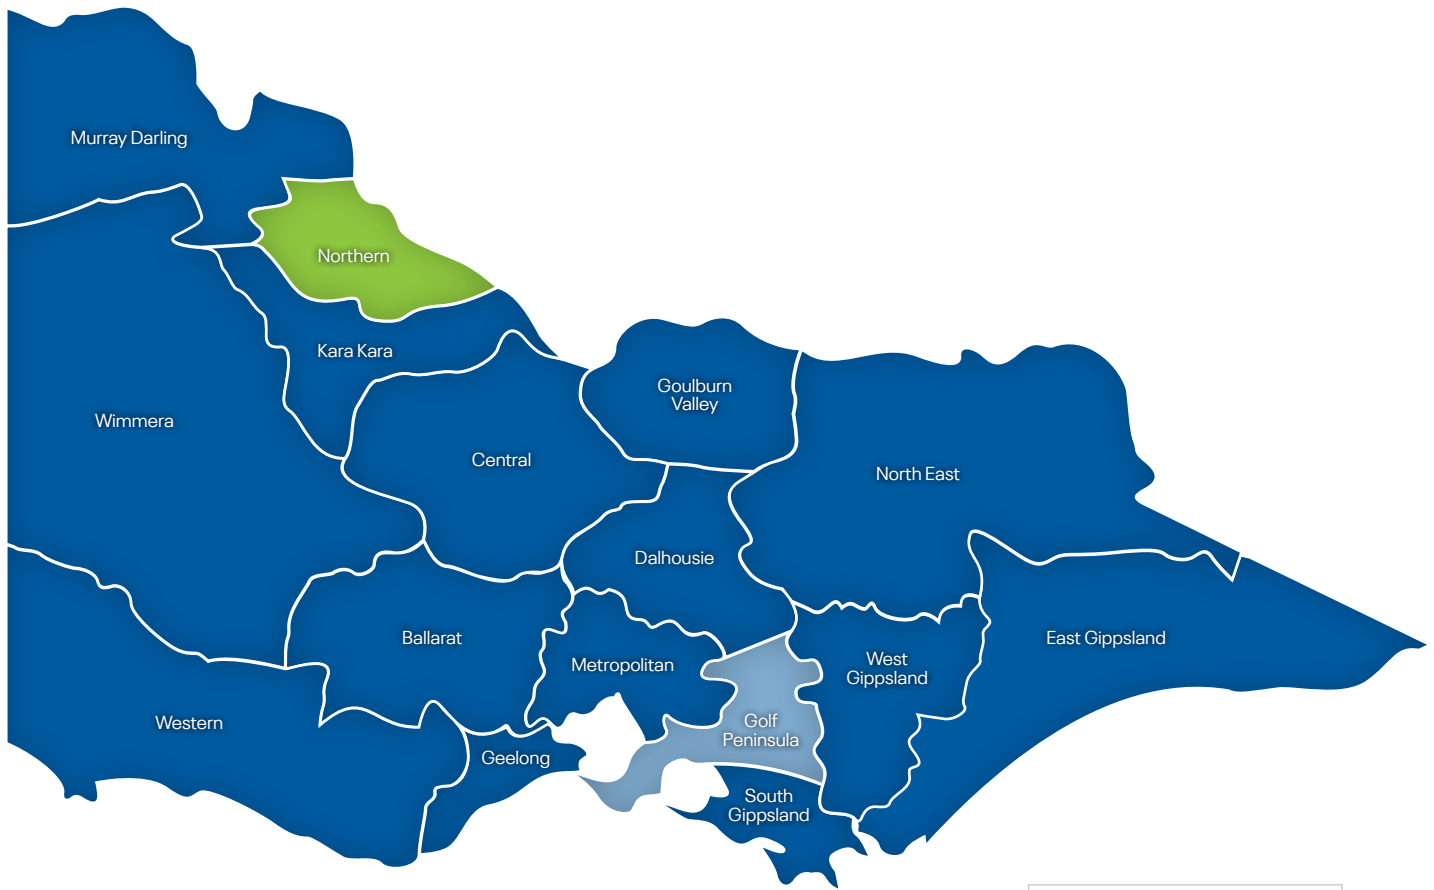 Murray Darling
Northern
Kara Kara
Goulburn
Valley
Wimmera
Central
North East
Dalhousie
Ballarat
Metropolitan
West
Gippsland
East Gippsland
Western
Golf
Peninsula
Geelong
South
Gippsland